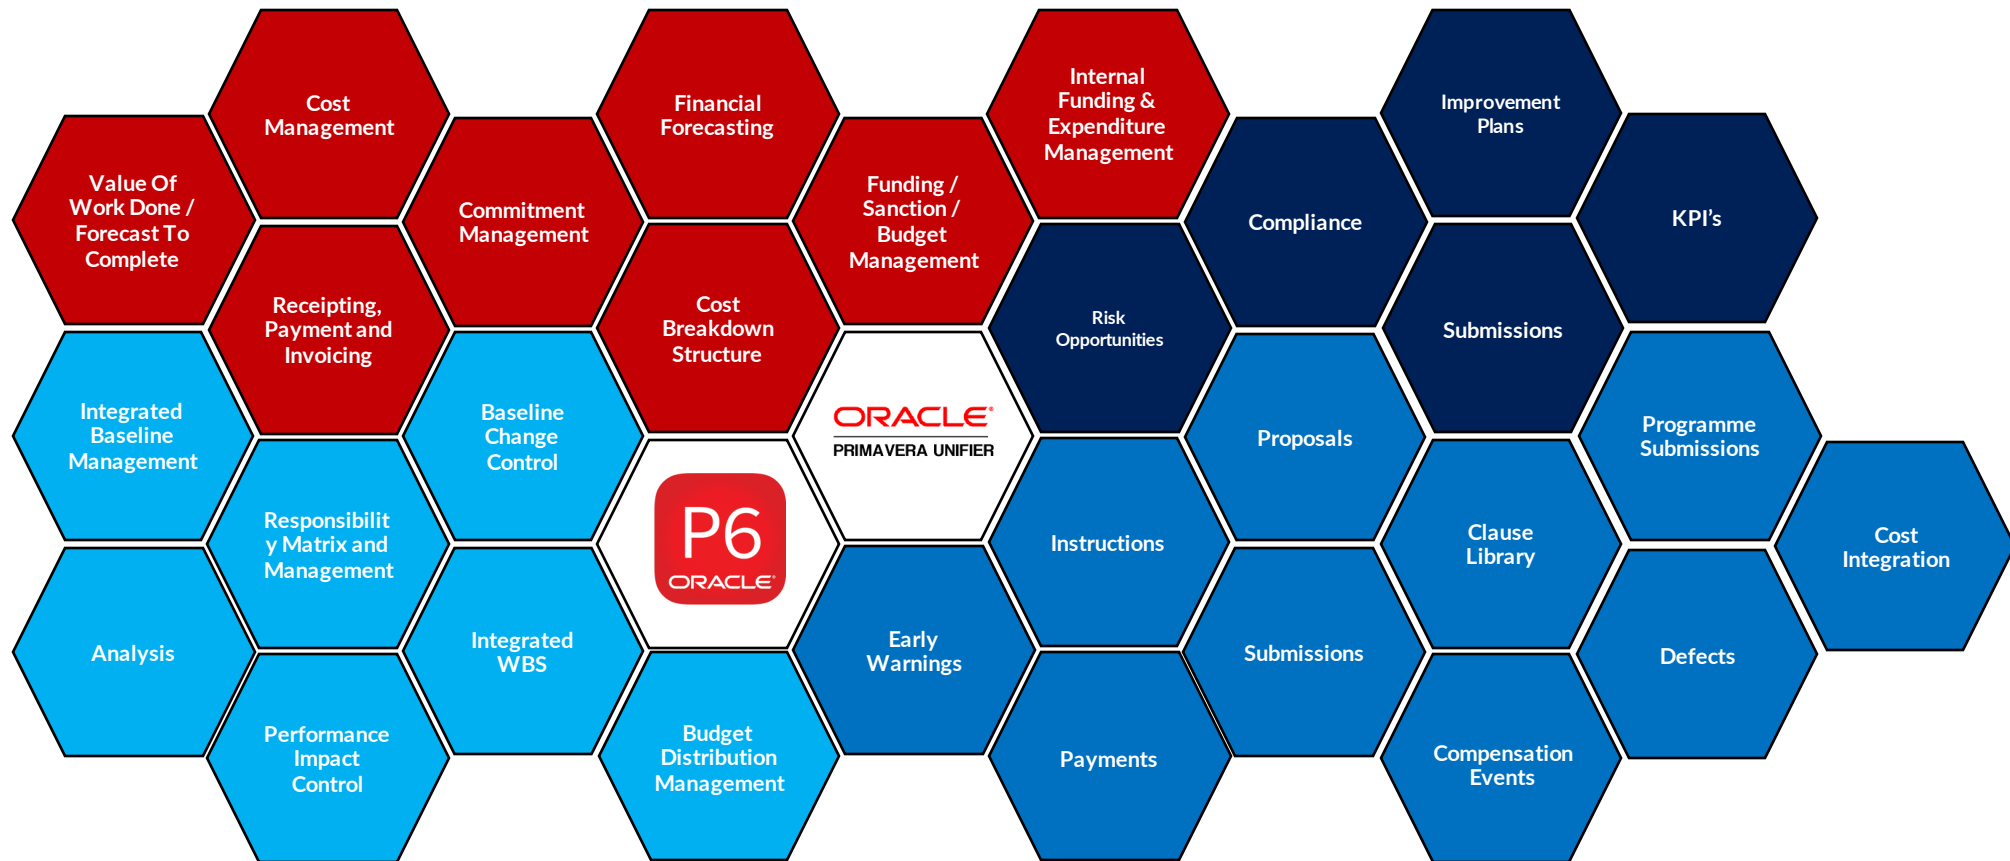 Cost
Management
Financial
Forecasting
Internal
Funding &
Expenditure
Management
Improvement
Plans
Value Of
Work Done /
Forecast To
Complete
Commitment
Management
Funding /
Sanction /
Budget
Management
Compliance
KPI's
Receipting,
Payment and
Invoicing
Cost
Breakdown
Structure
Risk
Opportunities
Submissions
Integrated
Baseline
Management
Baseline
Change
Control
ORACLE®
PRIMAVERA UNIFIER
Proposals
Programme
Submissions
Responsibilit
y Matrix and
Management
P6
ORACLE®
Instructions
Clause
Library
Cost
Integration
Analysis
Integrated
WBS
Early
Warnings
Submissions
Defects
Performance
Impact
Control
Budget
Distribution
Management
Payments
Compensation
Events